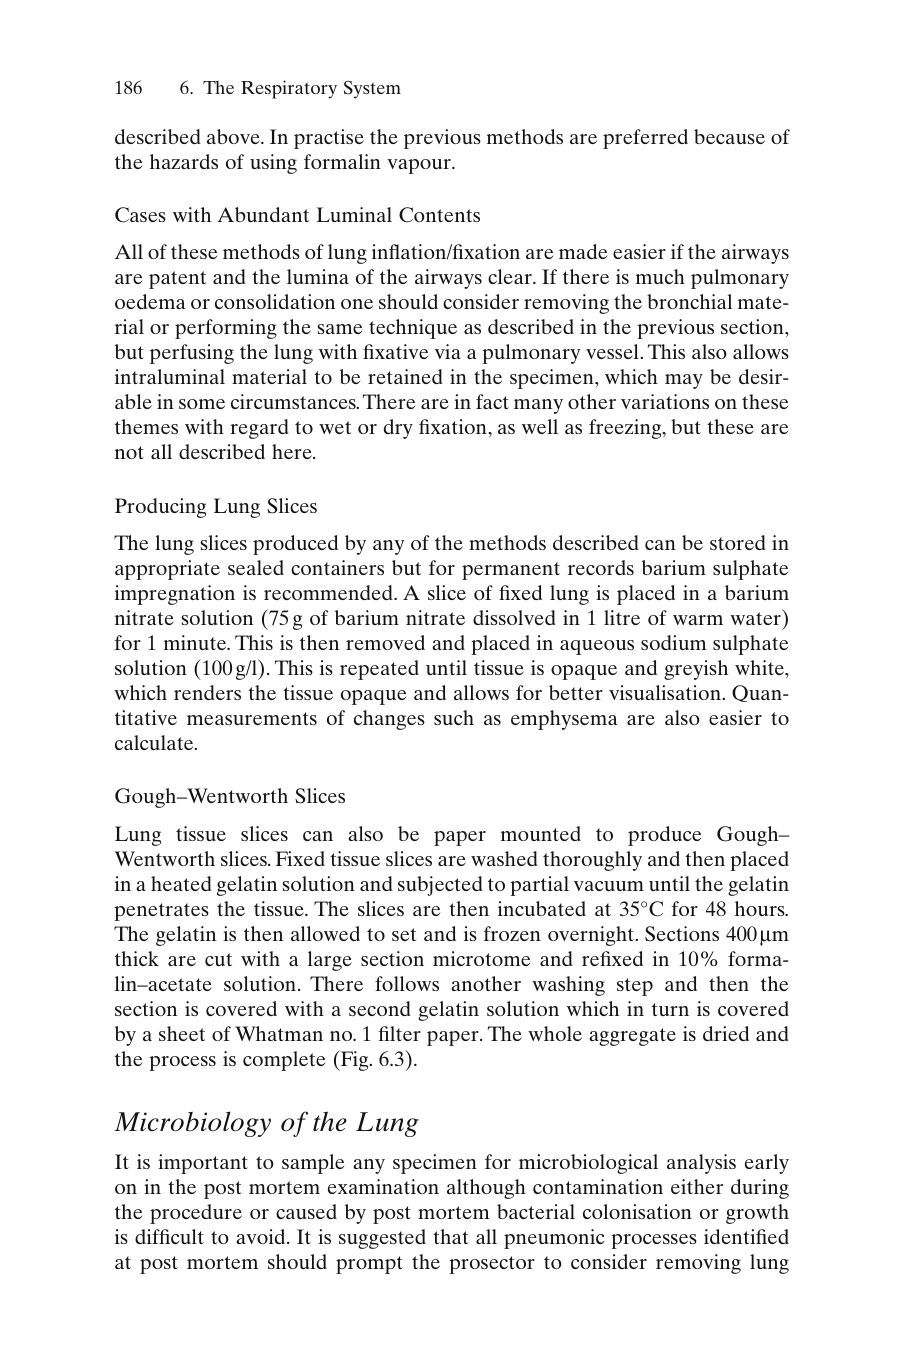 186 6. The Respiratory System
described above. In practise the previous methods are preferred because of
the hazards of using formalin vapour.
Cases with Abundant Luminal Contents
All of these methods of lung inflation/fixation are made easier if the airways
are patent and the lumina of the airways clear. If there is much pulmonary
oedema or consolidation one should consider removing the bronchial mate-
rial or performing the same technique as described in the previous section,
but perfusing the lung with fixative via a pulmonary vessel. This also allows
intraluminal material to be retained in the specimen, which may be desir-
able in some circumstances. There are in fact many other variations on these
themes with regard to wet or dry fixation, as well as freezing, but these are
not all described here.
Producing Lung Slices
The lung slices produced by any of the methods described can be stored in
appropriate sealed containers but for permanent records barium sulphate
impregnation is recommended. A slice of fixed lung is placed in a barium
nitrate solution (75 g of barium nitrate dissolved in 1 litre of warm water)
for 1 minute. This is then removed and placed in aqueous sodium sulphate
solution (100 g/l). This is repeated until tissue is opaque and greyish white,
which renders the tissue opaque and allows for better visualisation. Quan-
titative measurements of changes such as emphysema are also easier to
calculate.
Gough–Wentworth Slices
Lung tissue slices can also be paper mounted to produce Gough–
Wentworth slices. Fixed tissue slices are washed thoroughly and then placed
in a heated gelatin solution and subjected to partial vacuum until the gelatin
penetrates the tissue. The slices are then incubated at 35°C for 48 hours.
The gelatin is then allowed to set and is frozen overnight. Sections 400 µm
thick are cut with a large section microtome and refixed in 10% forma-
lin–acetate solution. There follows another washing step and then the
section is covered with a second gelatin solution which in turn is covered
by a sheet of Whatman no. 1 filter paper. The whole aggregate is dried and
the process is complete (Fig. 6.3).
Microbiology of the Lung
It is important to sample any specimen for microbiological analysis early
on in the post mortem examination although contamination either during
the procedure or caused by post mortem bacterial colonisation or growth
is difficult to avoid. It is suggested that all pneumonic processes identified
at post mortem should prompt the prosector to consider removing lung